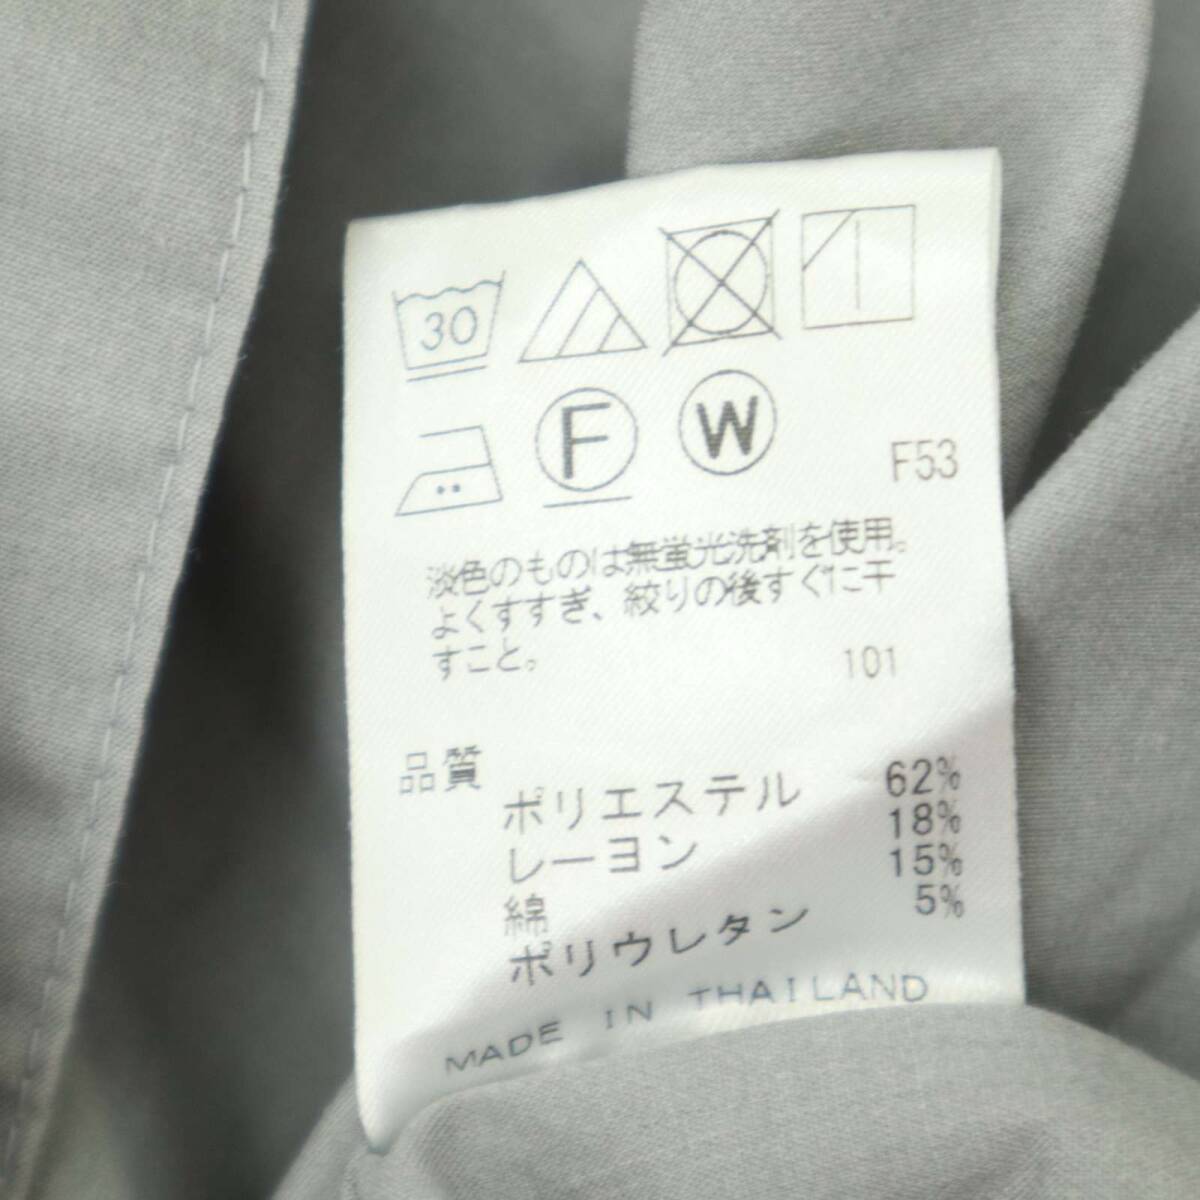 30
F W F53
淡色のものは無蛍光洗剤を使用。
よくすすぎ、絞りの後すぐに干
すこと。 101
品質
ポリエステル 62%
レーヨン 18%
綿 15%
ポリウレタン 5%
MADE IN THAILAND